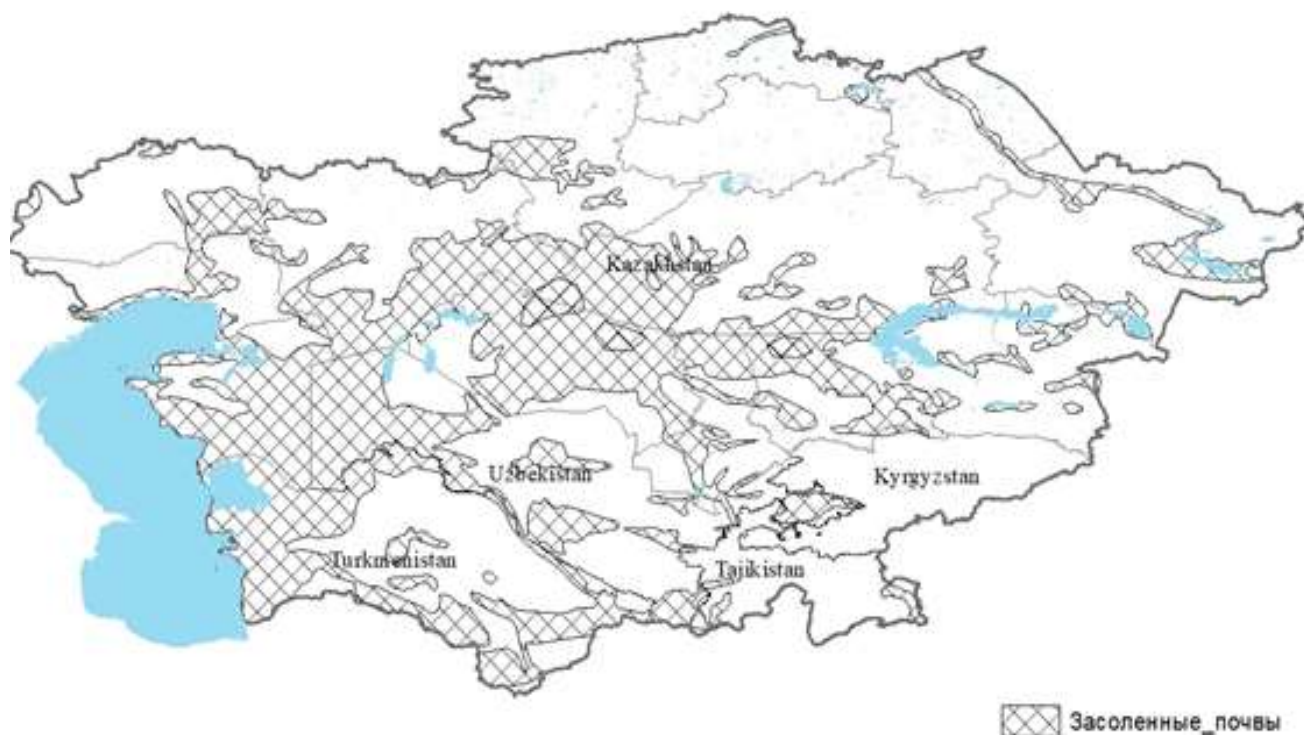 Kazakhstan
Uzbekistan
Kyrgyzstan
Turkmenistan
Tajikistan
Засоленные_почвы